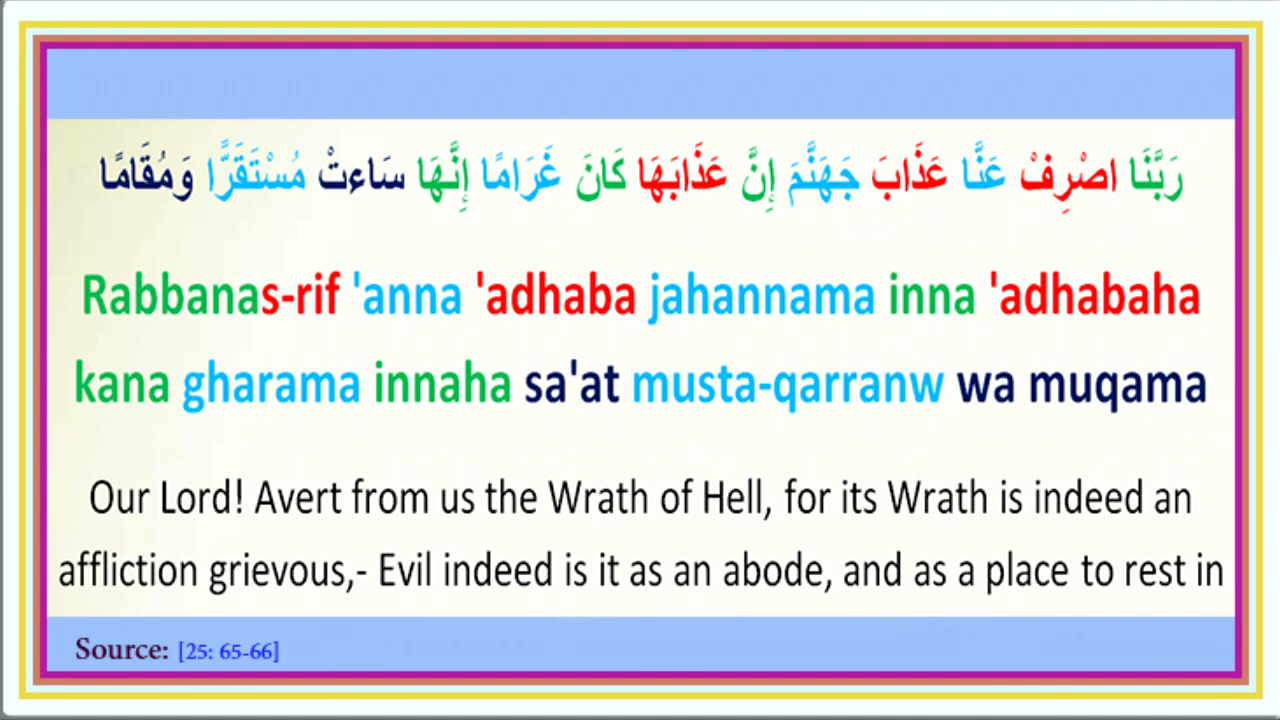 رَبَّنَا اصْرِفْ عَنَّا عَذَابَ جَهَنَّمَ إِنَّ عَذَابَهَا كَانَ غَرَامًا إِنَّهَا سَاءتْ مُسْتَقَرًّا وَمُقَامًا
Rabbanas-rif 'anna 'adhaba jahannama inna 'adhabaha
kana gharama innaha sa'at musta-qarranw wa muqama
Our Lord! Avert from us the Wrath of Hell, for its Wrath is indeed an
affliction grievous,- Evil indeed is it as an abode, and as a place to rest in
Source: [25: 65-66]